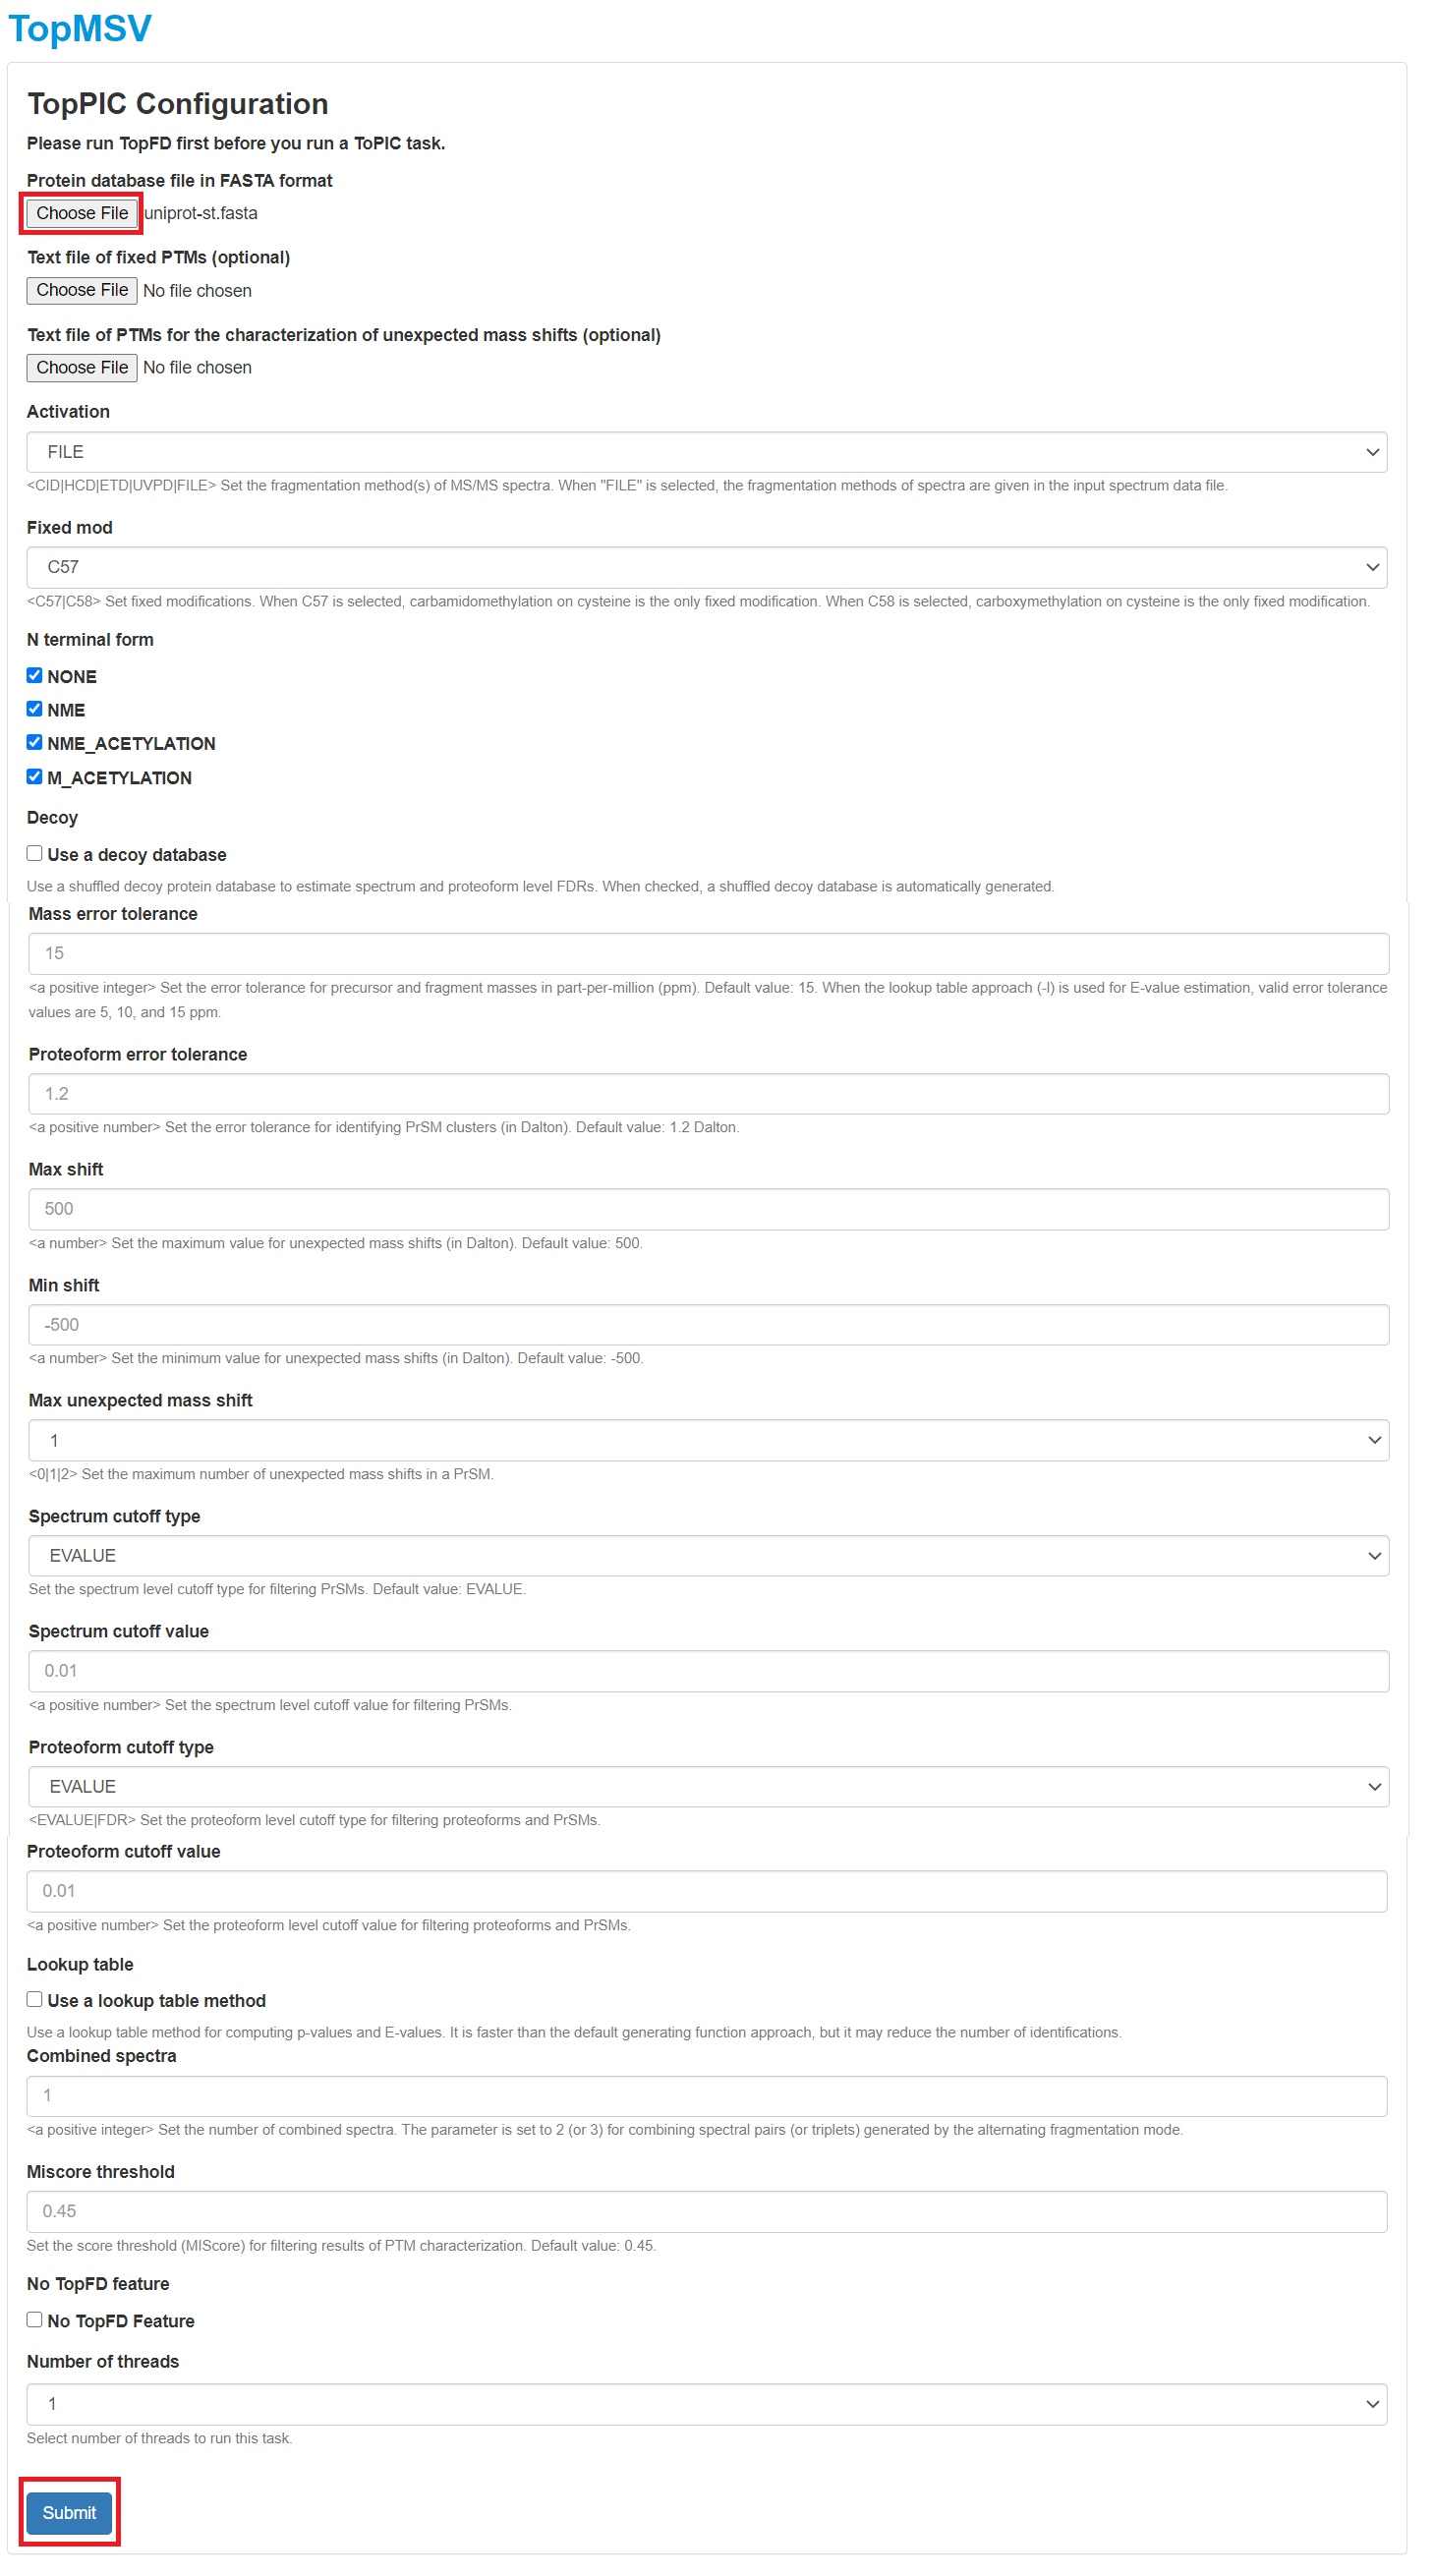 TopMSV
TopPIC Configuration
Please run TopFD first before you run a ToPIC task.
Protein database file in FASTA format
Choose File uniprot-st.fasta
Text file of fixed PTMs (optional)
Choose File No file chosen
Text file of PTMs for the characterization of unexpected mass shifts (optional)
Choose File No file chosen
Activation
FILE
<CID|HCD|ETD|UVPD|FILE> Set the fragmentation method(s) of MS/MS spectra. When "FILE" is selected, the fragmentation methods of spectra are given in the input spectrum data file.
Fixed mod
C57
<C57|C58> Set fixed modifications. When C57 is selected, carbamidomethylation on cysteine is the only fixed modification. When C58 is selected, carboxymethylation on cysteine is the only fixed modification.
N terminal form
NONE
NME
NME_ACETYLATION
M_ACETYLATION
Decoy
Use a decoy database
Use a shuffled decoy protein database to estimate spectrum and proteoform level FDRs. When checked, a shuffled decoy database is automatically generated.
Mass error tolerance
15
<a positive integer> Set the error tolerance for precursor and fragment masses in part-per-million (ppm). Default value: 15. When the lookup table approach (-l) is used for E-value estimation, valid error tolerance
values are 5, 10, and 15 ppm.
Proteoform error tolerance
1.2
<a positive number> Set the error tolerance for identifying PrSM clusters (in Dalton). Default value: 1.2 Dalton.
Max shift
500
<a number> Set the maximum value for unexpected mass shifts (in Dalton). Default value: 500.
Min shift
-500
<a number> Set the minimum value for unexpected mass shifts (in Dalton). Default value: -500.
Max unexpected mass shift
1
<0|1|2> Set the maximum number of unexpected mass shifts in a PrSM.
Spectrum cutoff type
EVALUE
Set the spectrum level cutoff type for filtering PrSMs. Default value: EVALUE.
Spectrum cutoff value
0.01
<a positive number> Set the spectrum level cutoff value for filtering PrSMs.
Proteoform cutoff type
EVALUE
<EVALUE|FDR> Set the proteoform level cutoff type for filtering proteoforms and PrSMs.
Proteoform cutoff value
0.01
<a positive number> Set the proteoform level cutoff value for filtering proteoforms and PrSMs.
Lookup table
Use a lookup table method
Use a lookup table method for computing p-values and E-values. It is faster than the default generating function approach, but it may reduce the number of identifications.
Combined spectra
1
<a positive integer> Set the number of combined spectra. The parameter is set to 2 (or 3) for combining spectral pairs (or triplets) generated by the alternating fragmentation mode.
Miscore threshold
0.45
Set the score threshold (MIScore) for filtering results of PTM characterization. Default value: 0.45.
No TopFD feature
No TopFD Feature
Number of threads
1
Select number of threads to run this task.
Submit